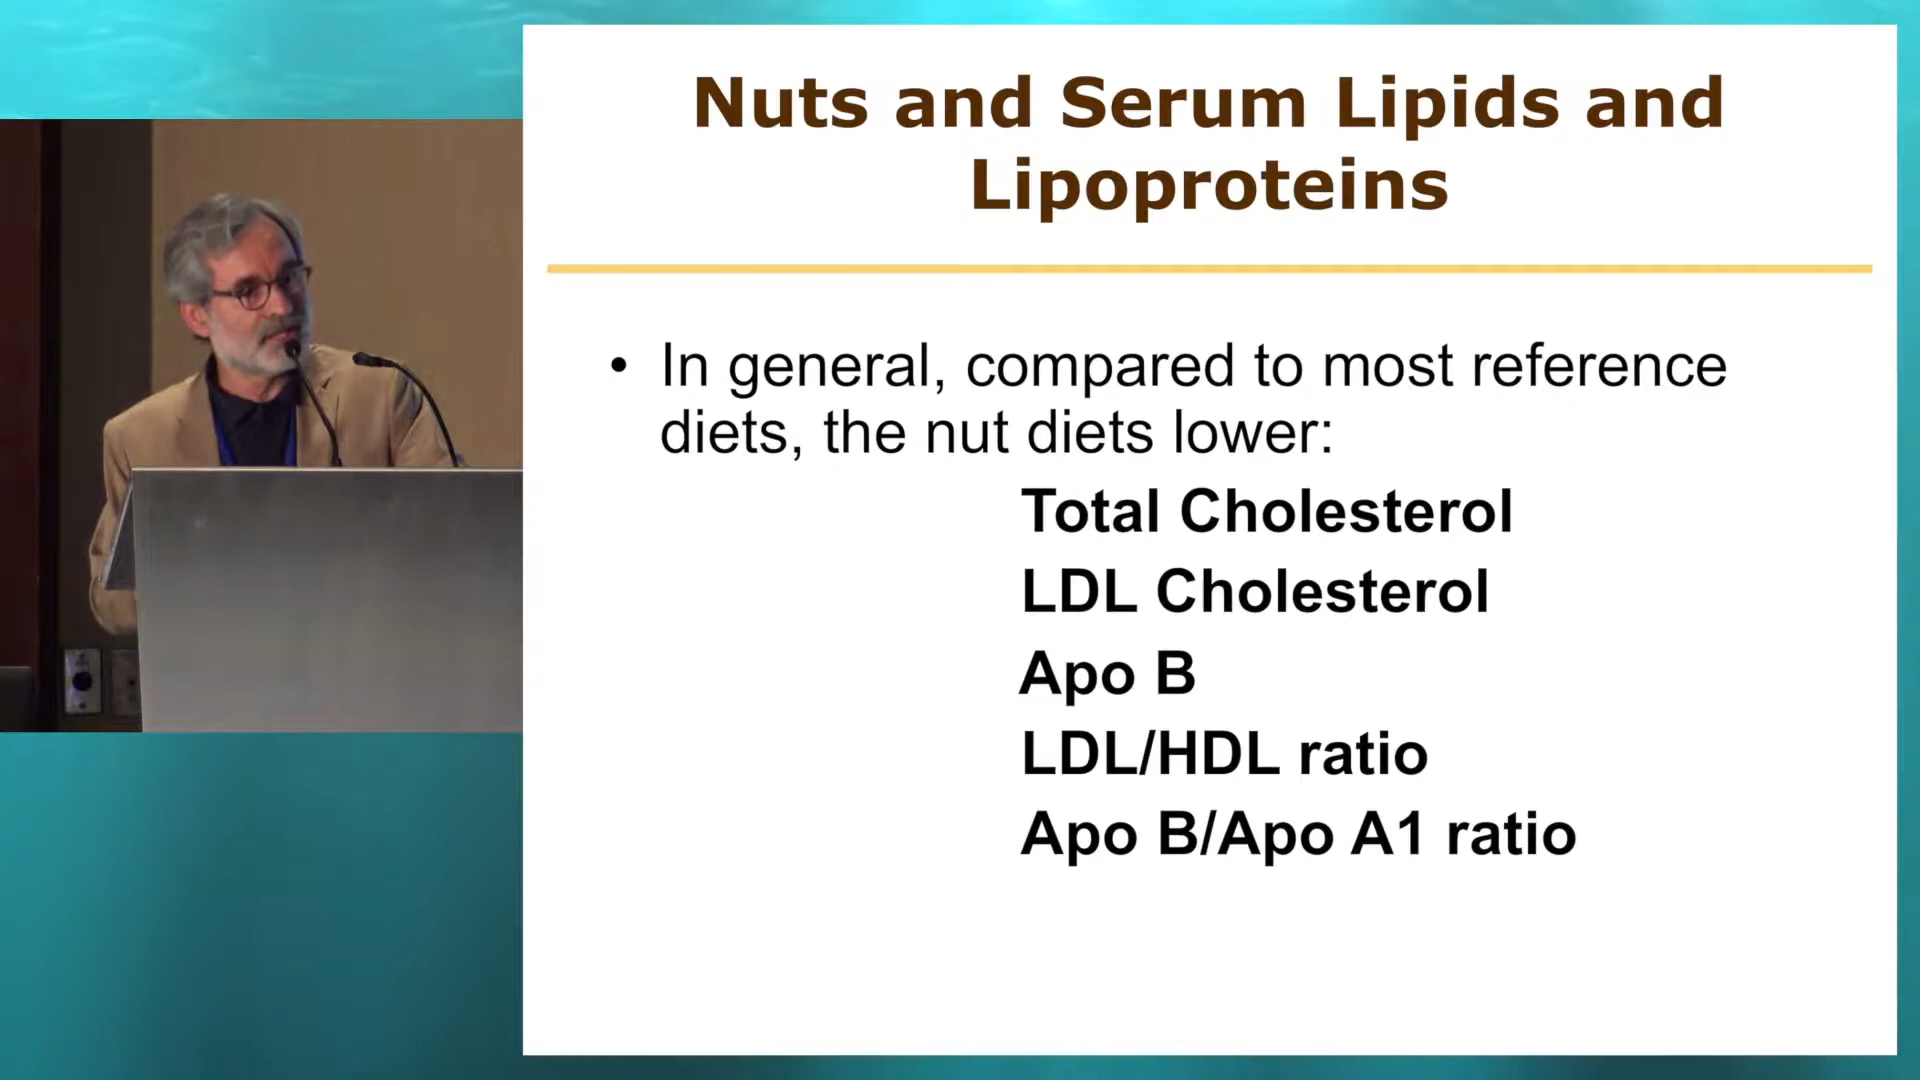 Nuts and Serum Lipids and
Lipoproteins
• In general, compared to most reference
diets, the nut diets lower:
Total Cholesterol
LDL Cholesterol
Apo B
LDL/HDL ratio
Apo B/Apo A1 ratio